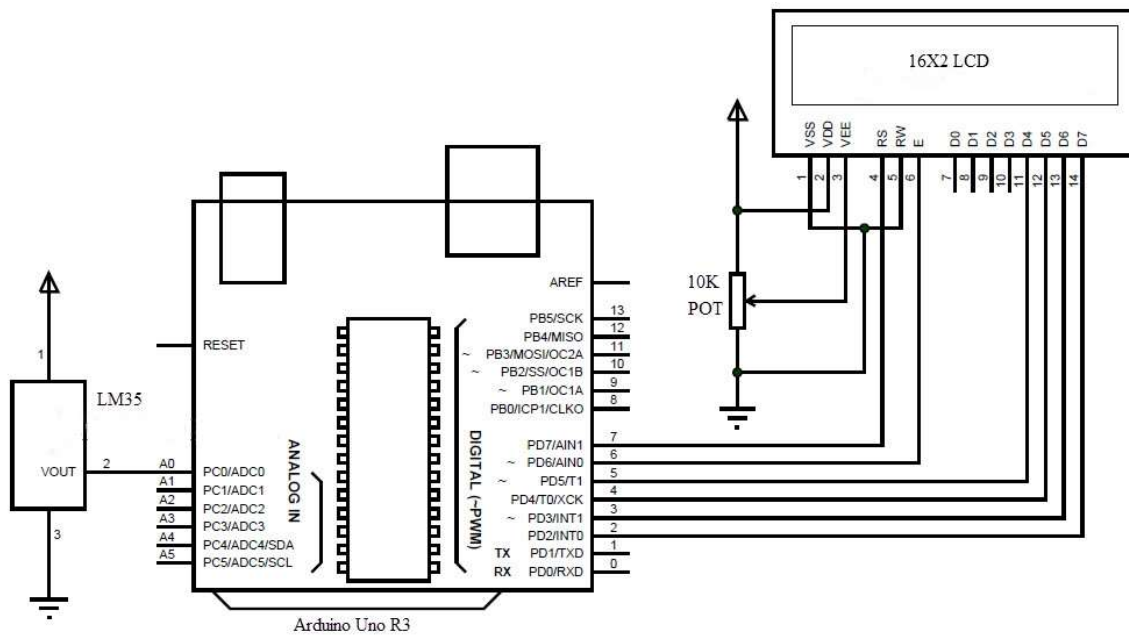 16X2 LCD
VSS
VDD
VEE
RS
RW
E
D0
D1
D2
D3
D4
D5
D6
D7
1
2
3
4
5
6
7
8
9
10
11
12
13
14
10K
POT
1
LM35
VOUT
2
3
RESET
A0 PC0/ADC0
A1 PC1/ADC1
A2 PC2/ADC2
A3 PC3/ADC3
A4 PC4/ADC4/SDA
A5 PC5/ADC5/SCL
ANALOG IN
DIGITAL (~PWM)
AREF
PB5/SCK 13
PB4/MISO 12
~ PB3/MOSI/OC2A 11
~ PB2/SS/OC1B 10
~ PB1/OC1A 9
PB0/ICP1/CLKO 8
PD7/AIN1 7
~ PD6/AIN0 6
~ PD5/T1 5
PD4/T0/XCK 4
~ PD3/INT1 3
PD2/INT0 2
TX PD1/TXD 1
RX PD0/RXD 0
Arduino Uno R3